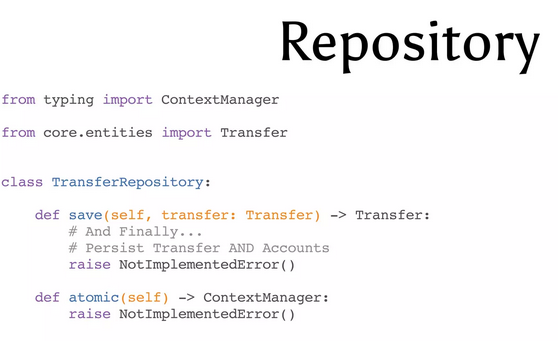 Repository
from typing import ContextManager
from core.entities import Transfer
class TransferRepository:
def save(self, transfer: Transfer) -> Transfer:
# And Finally...
# Persist Transfer AND Accounts
raise NotImplementedError()
def atomic(self) -> ContextManager:
raise NotImplementedError()